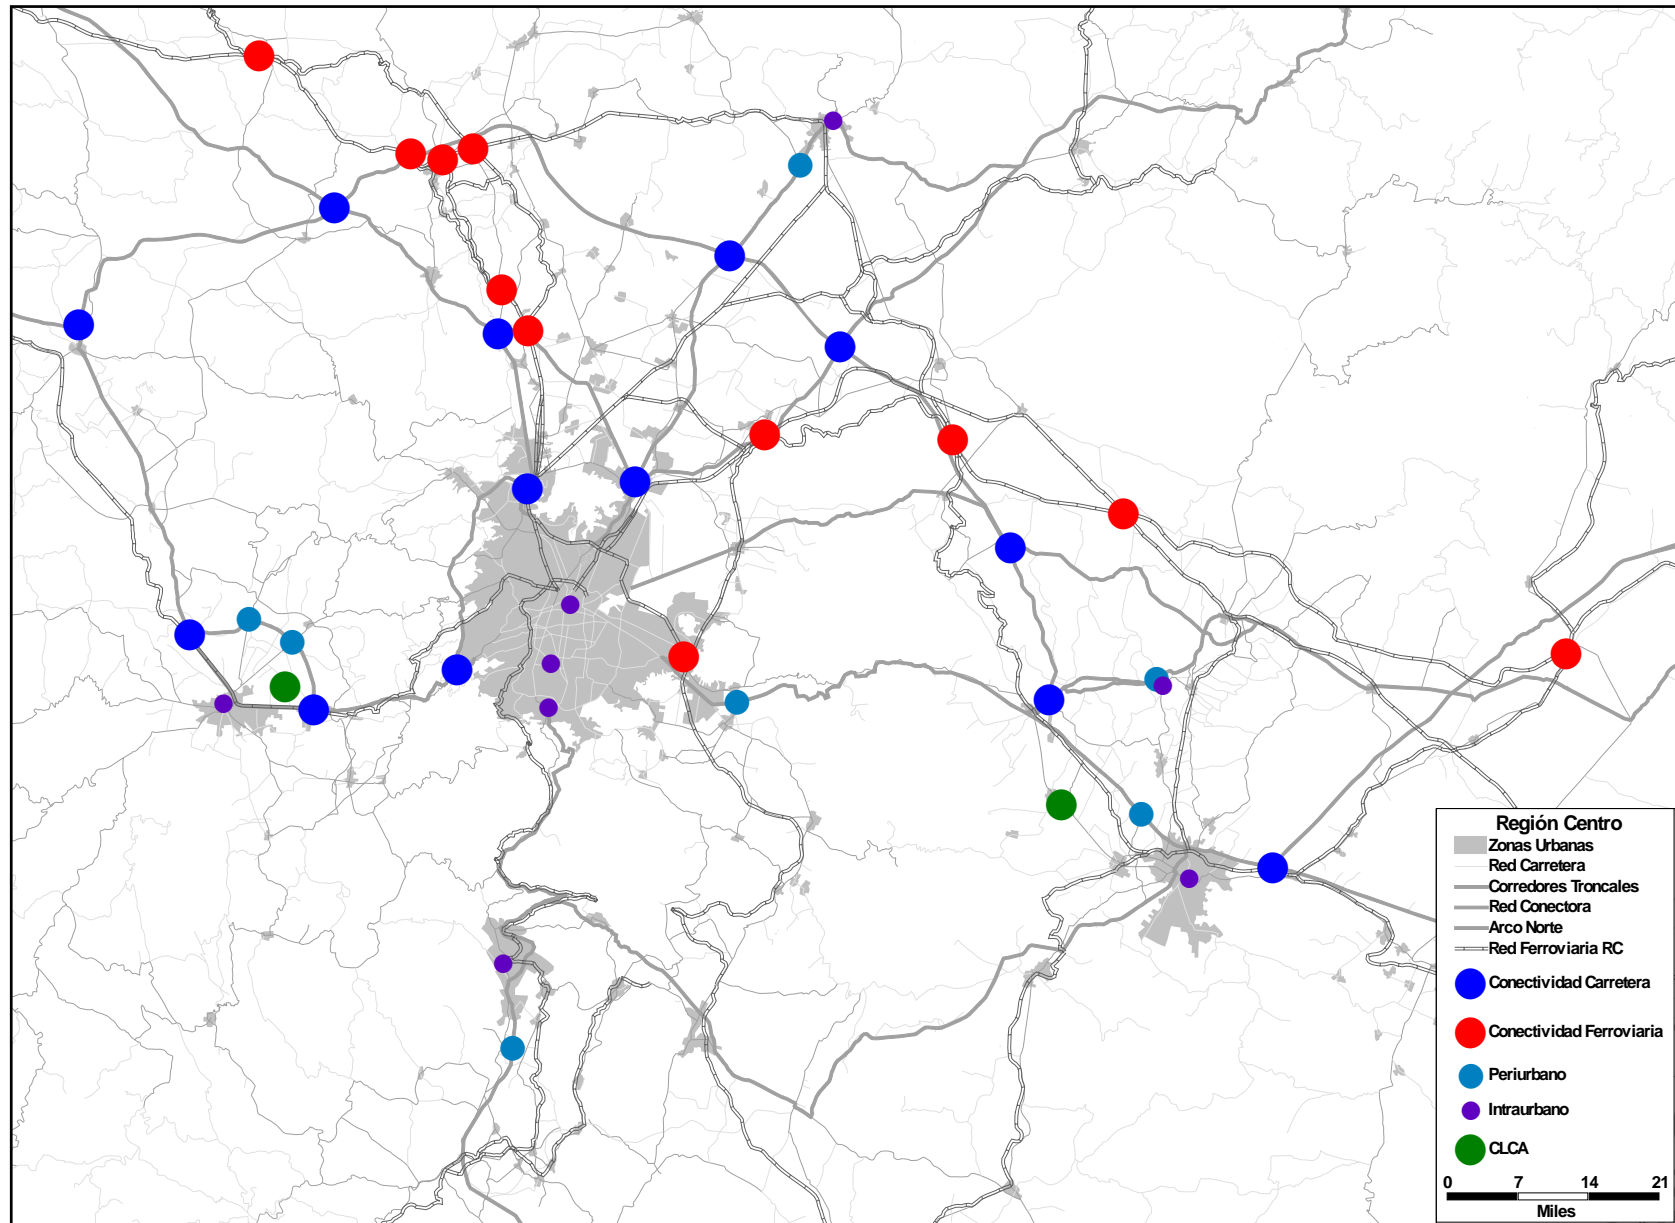 Región Centro
Zonas Urbanas
Red Carretera
Corredores Troncales
Red Conectora
Arco Norte
Red Ferroviaria RC
Conectividad Carretera
Conectividad Ferroviaria
Periurbano
Intraurbano
CLCA
0 7 14 21
Miles